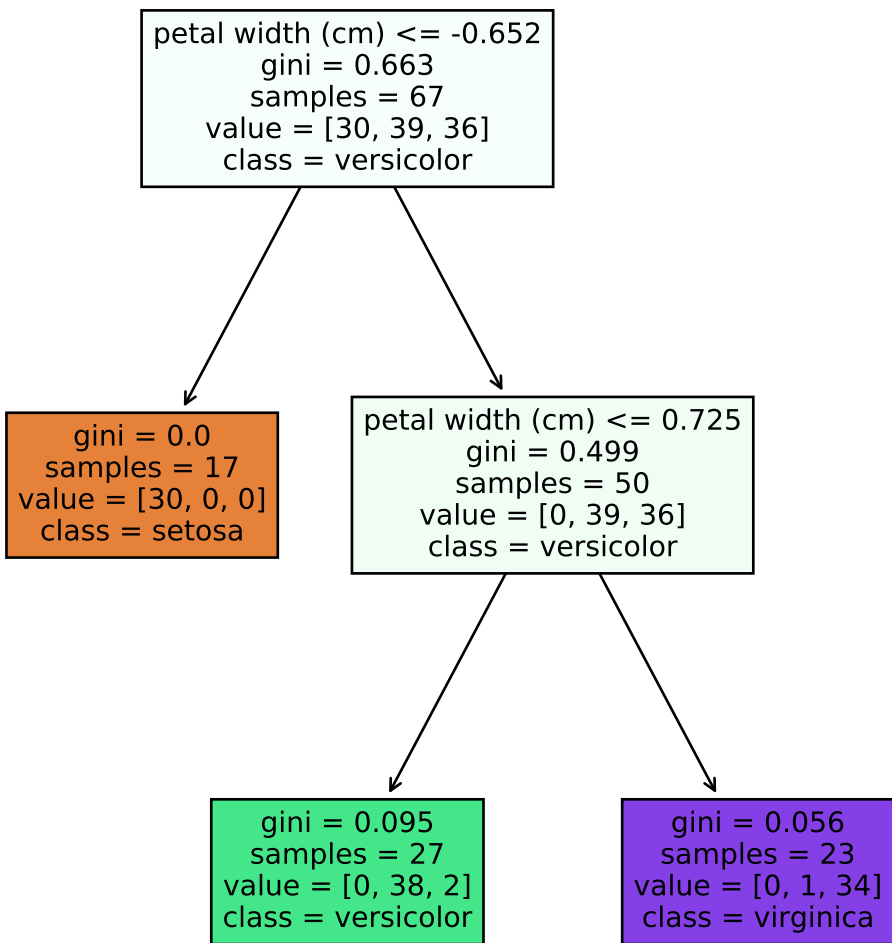 petal width (cm) <= -0.652
gini = 0.663
samples = 67
value = [30, 39, 36]
class = versicolor
gini = 0.0
samples = 17
value = [30, 0, 0]
class = setosa
petal width (cm) <= 0.725
gini = 0.499
samples = 50
value = [0, 39, 36]
class = versicolor
gini = 0.095
samples = 27
value = [0, 38, 2]
class = versicolor
gini = 0.056
samples = 23
value = [0, 1, 34]
class = virginica